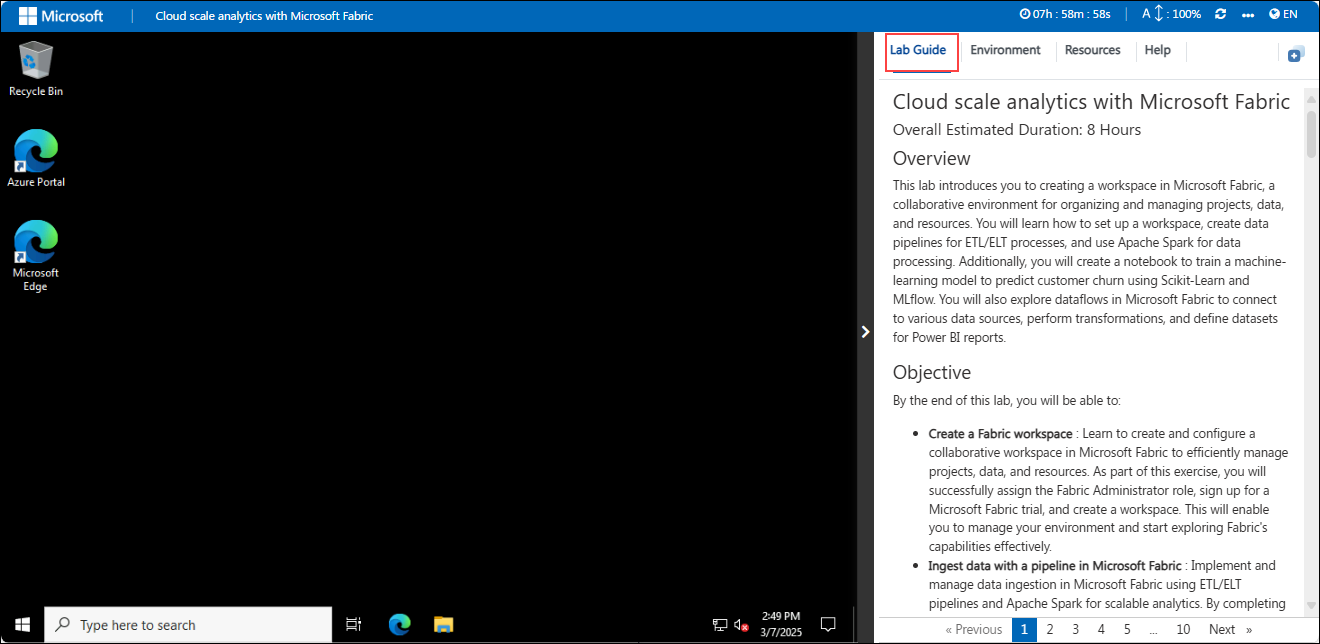 Microsoft | Cloud scale analytics with Microsoft Fabric 07h : 58m : 58s | A : 100% EN
Recycle Bin
Azure Portal
Microsoft
Edge
Type here to search
2:49 PM
3/7/2025
Lab Guide Environment Resources Help
Cloud scale analytics with Microsoft Fabric
Overall Estimated Duration: 8 Hours
Overview
This lab introduces you to creating a workspace in Microsoft Fabric, a
collaborative environment for organizing and managing projects, data,
and resources. You will learn how to set up a workspace, create data
pipelines for ETL/ELT processes, and use Apache Spark for data
processing. Additionally, you will create a notebook to train a machine-
learning model to predict customer churn using Scikit-Learn and
MLflow. You will also explore dataflows in Microsoft Fabric to connect
to various data sources, perform transformations, and define datasets
for Power BI reports.
Objective
By the end of this lab, you will be able to:
• Create a Fabric workspace : Learn to create and configure a
collaborative workspace in Microsoft Fabric to efficiently manage
projects, data, and resources. As part of this exercise, you will
successfully assign the Fabric Administrator role, sign up for a
Microsoft Fabric trial, and create a workspace. This will enable
you to manage your environment and start exploring Fabric's
capabilities effectively.
• Ingest data with a pipeline in Microsoft Fabric : Implement and
manage data ingestion in Microsoft Fabric using ETL/ELT
pipelines and Apache Spark for scalable analytics. By completing
« Previous 1 2 3 4 5 ... 10 Next »